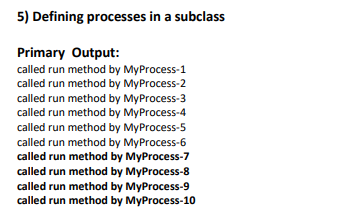 5) Defining processes in a subclass
Primary Output:
called run method by MyProcess-1
called run method by MyProcess-2
called run method by MyProcess-3
called run method by MyProcess-4
called run method by MyProcess-5
called run method by MyProcess-6
called run method by MyProcess-7
called run method by MyProcess-8
called run method by MyProcess-9
called run method by MyProcess-10